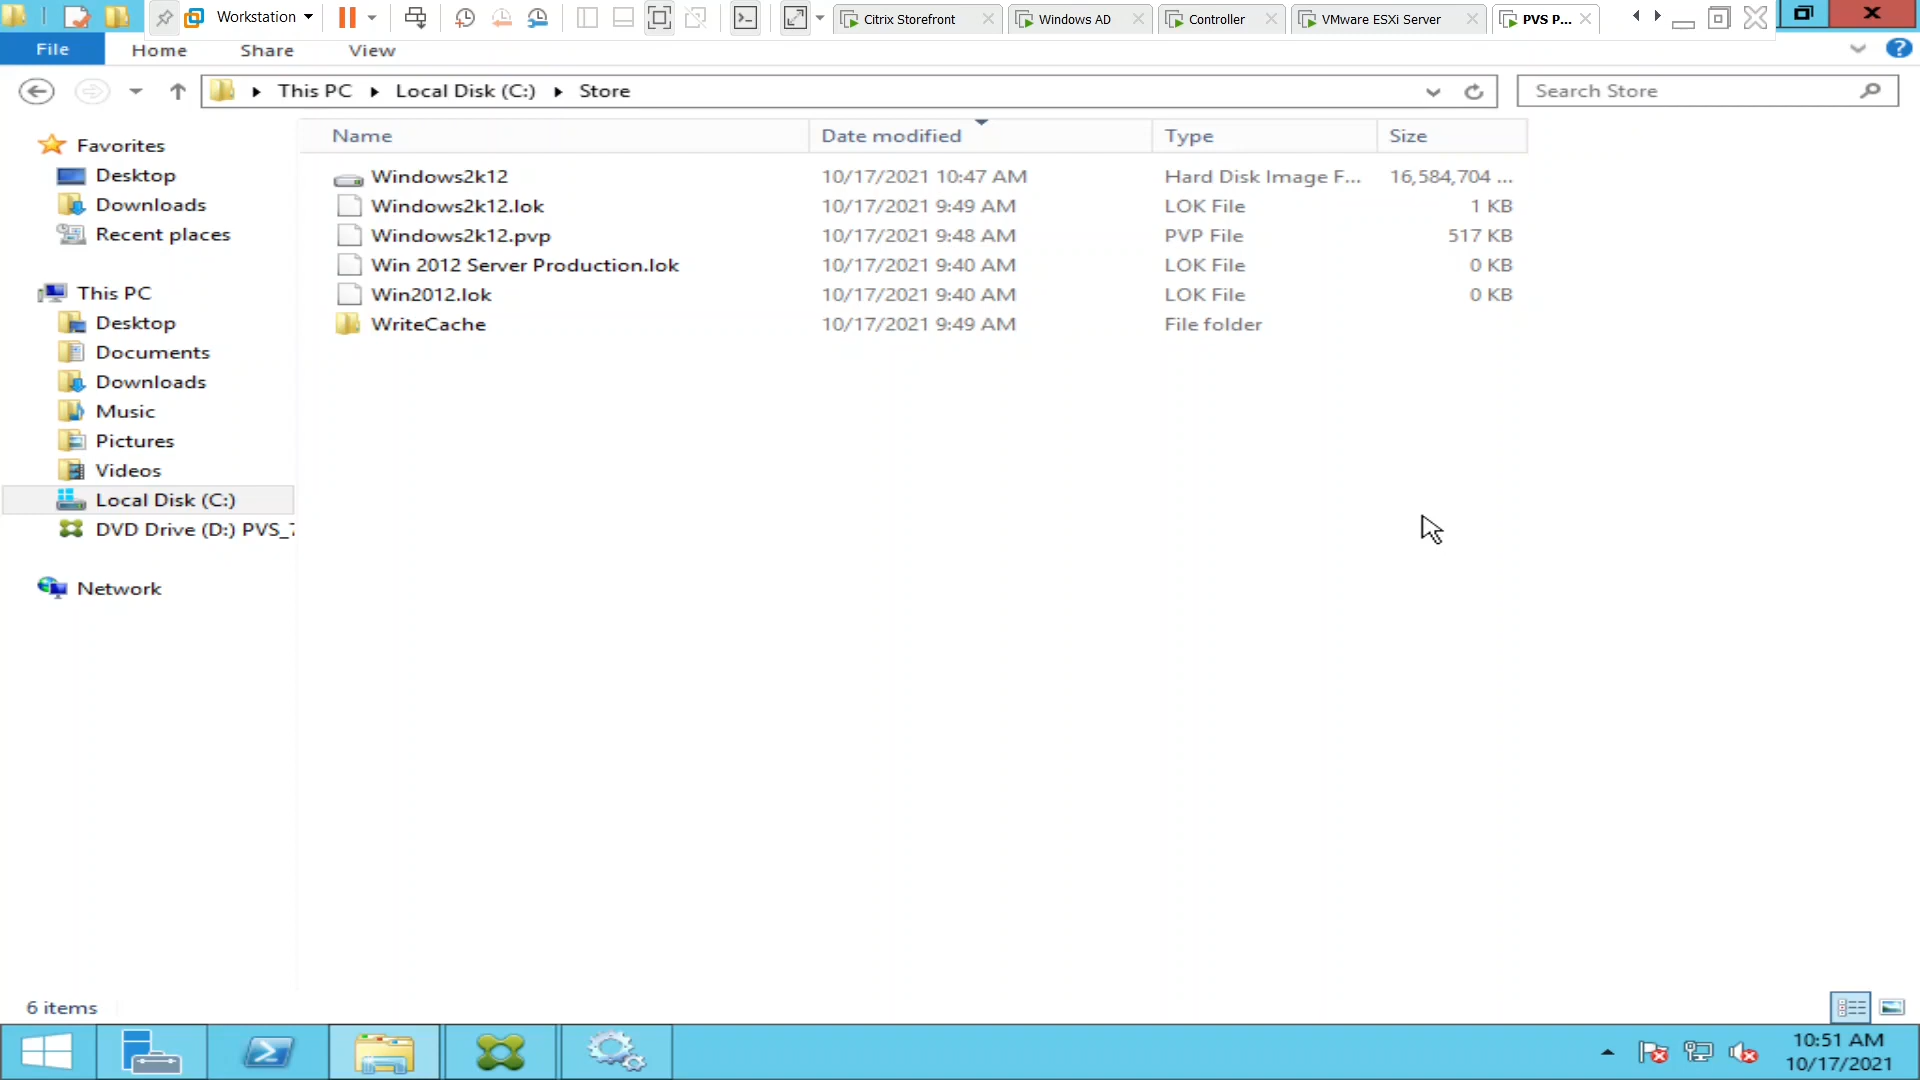 Workstation
Citrix Storefront
Windows AD
Controller
VMware ESXi Server
PVS P...
File
Home
Share
View
This PC
Local Disk (C:)
Store
Search Store
Name
Date modified
Type
Size
Favorites
Desktop
Downloads
Recent places
This PC
Desktop
Documents
Downloads
Music
Pictures
Videos
Local Disk (C:)
DVD Drive (D:) PVS_7
Network
Windows2k12 10/17/2021 10:47 AM Hard Disk Image F... 16,584,704 ...
Windows2k12.lok 10/17/2021 9:49 AM LOK File 1 KB
Windows2k12.pvp 10/17/2021 9:48 AM PVP File 517 KB
Win 2012 Server Production.lok 10/17/2021 9:40 AM LOK File 0 KB
Win2012.lok 10/17/2021 9:40 AM LOK File 0 KB
WriteCache 10/17/2021 9:49 AM File folder
6 items
10:51 AM
10/17/2021